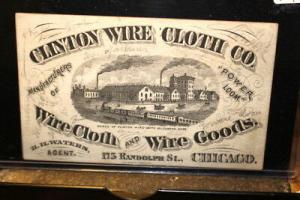 CLINTON WIRE CLOTH CO.
MANUFACTURERS OF
POWER LOOM
Wire Cloth AND Wire Goods,
H.H. WATERS,
AGENT.
175 RANDOLPH ST., CHICAGO.